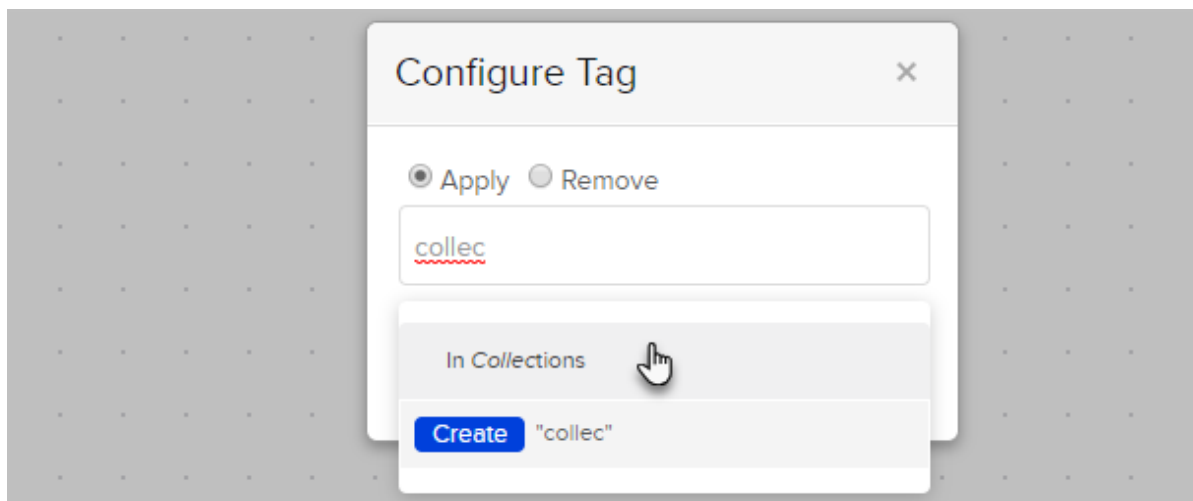 Configure Tag ×
Apply Remove
collec
In Collections
Create "collec"